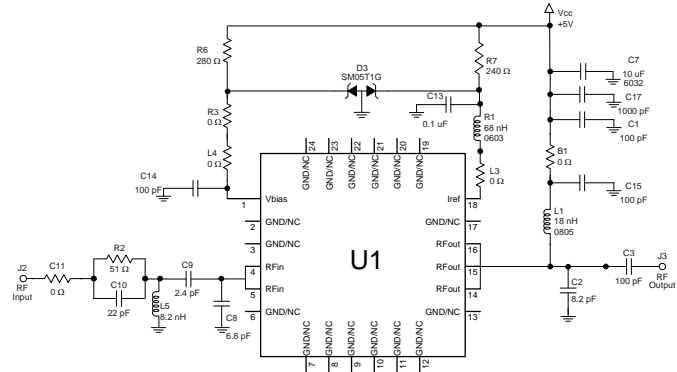 Vcc
+5V
R6
280 Ω
D3
SM05T1G
R7
240 Ω
C7
10 uF
6032
C17
1000 pF
C1
100 pF
R3
0 Ω
C13
0.1 uF
R1
68 nH
0603
L4
0 Ω
L3
0 Ω
B1
0 Ω
C14
100 pF
C15
100 pF
L1
18 nH
0805
24
23
22
21
20
19
GND/NC
GND/NC
GND/NC
GND/NC
GND/NC
GND/NC
1
Vbias
Iref
18
2
GND/NC
GND/NC
17
3
GND/NC
RFout
16
4
RFin
RFout
15
5
RFin
RFout
14
6
GND/NC
GND/NC
13
U1
GND/NC
GND/NC
GND/NC
GND/NC
GND/NC
GND/NC
7
8
9
10
11
12
J2
RF
Input
C11
0 Ω
R2
51 Ω
C10
22 pF
L5
8.2 nH
C9
2.4 pF
C8
6.8 pF
C2
8.2 pF
C3
100 pF
J3
RF
Output